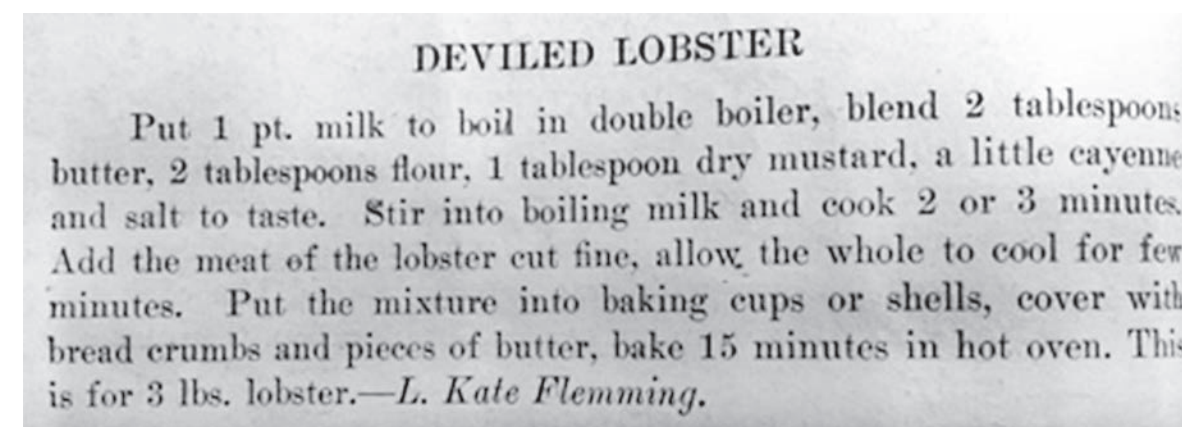 DEVILED LOBSTER
Put 1 pt. milk to boil in double boiler, blend 2 tablespoons
butter, 2 tablespoons flour, 1 tablespoon dry mustard, a little cayenne
and salt to taste. Stir into boiling milk and cook 2 or 3 minutes.
Add the meat of the lobster cut fine, allow the whole to cool for few
minutes. Put the mixture into baking cups or shells, cover with
bread crumbs and pieces of butter, bake 15 minutes in hot oven. This
is for 3 lbs. lobster.—L. Kate Flemming.